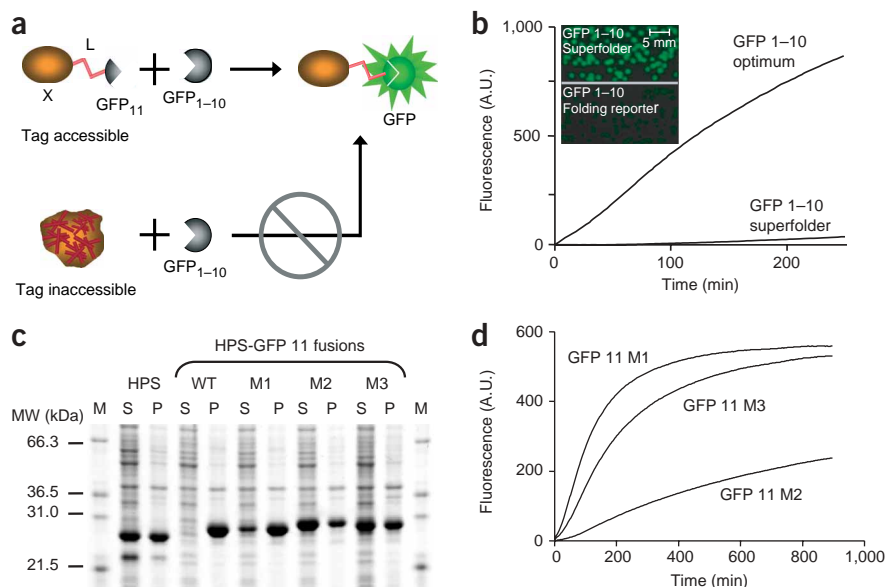 a
L
X
GFP11
GFP1–10
GFP
Tag accessible
GFP1–10
Tag inaccessible
b
1,000
500
0
Fluorescence (A.U.)
GFP 1–10
Superfolder
5 mm
GFP 1–10
Folding reporter
GFP 1–10
optimum
GFP 1–10
superfolder
0
100
200
Time (min)
c
HPS-GFP 11 fusions
HPS WT M1 M2 M3
MW (kDa) M S P S P S P S P S P M
66.3
36.5
31.0
21.5
d
600
400
200
0
Fluorescence (A.U.)
GFP 11 M1
GFP 11 M3
GFP 11 M2
0 200 400 600 800 1,000
Time (min)